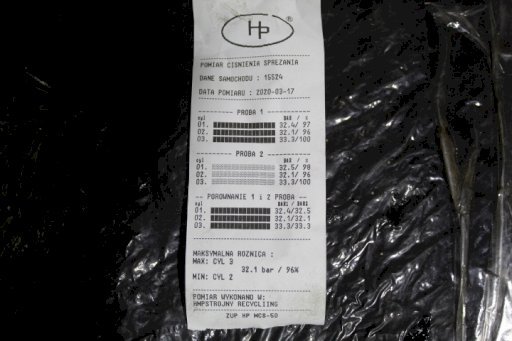 HP ®
POMIAR CISNIENIA SPREZANIA
DANE SAMOCHODU : 15524
DATA POMIARU : 2020-03-17
PROBA 1
cyl BAR / %
01. 32.4/ 97
02. 32.1/ 96
03. 33.3/100
PROBA 2
cyl BAR / %
01. 32.5/ 98
02. 32.1/ 96
03. 33.3/100
POROWNANIE 1 i 2 PROBA
cyl BAR1 / BAR2
01. 32.4/32.5
02. 32.1/32.1
03. 33.3/33.3
MAKSYMALNA ROZNICA :
MAX: CYL 3
32.1 bar / 96%
MIN: CYL 2
POMIAR WYKONANO W:
HMPSTROJNY RECYCLIING
ZUP HP WCS-50